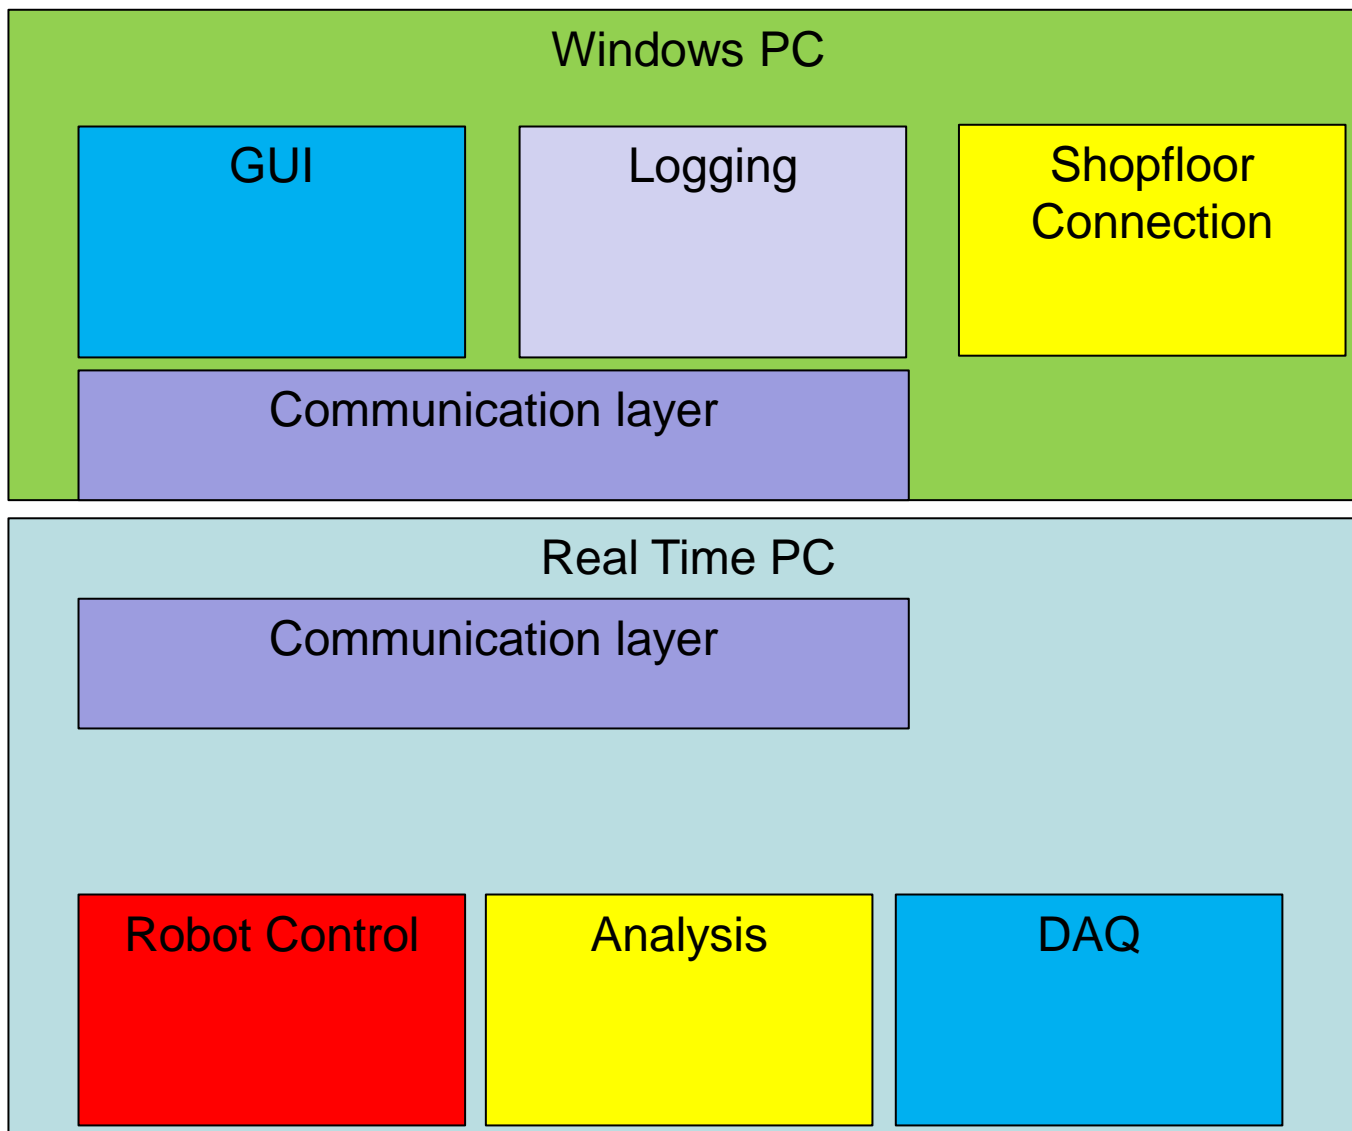 Windows PC
GUI
Logging
Shopfloor
Connection
Communication layer
Real Time PC
Communication layer
Robot Control
Analysis
DAQ